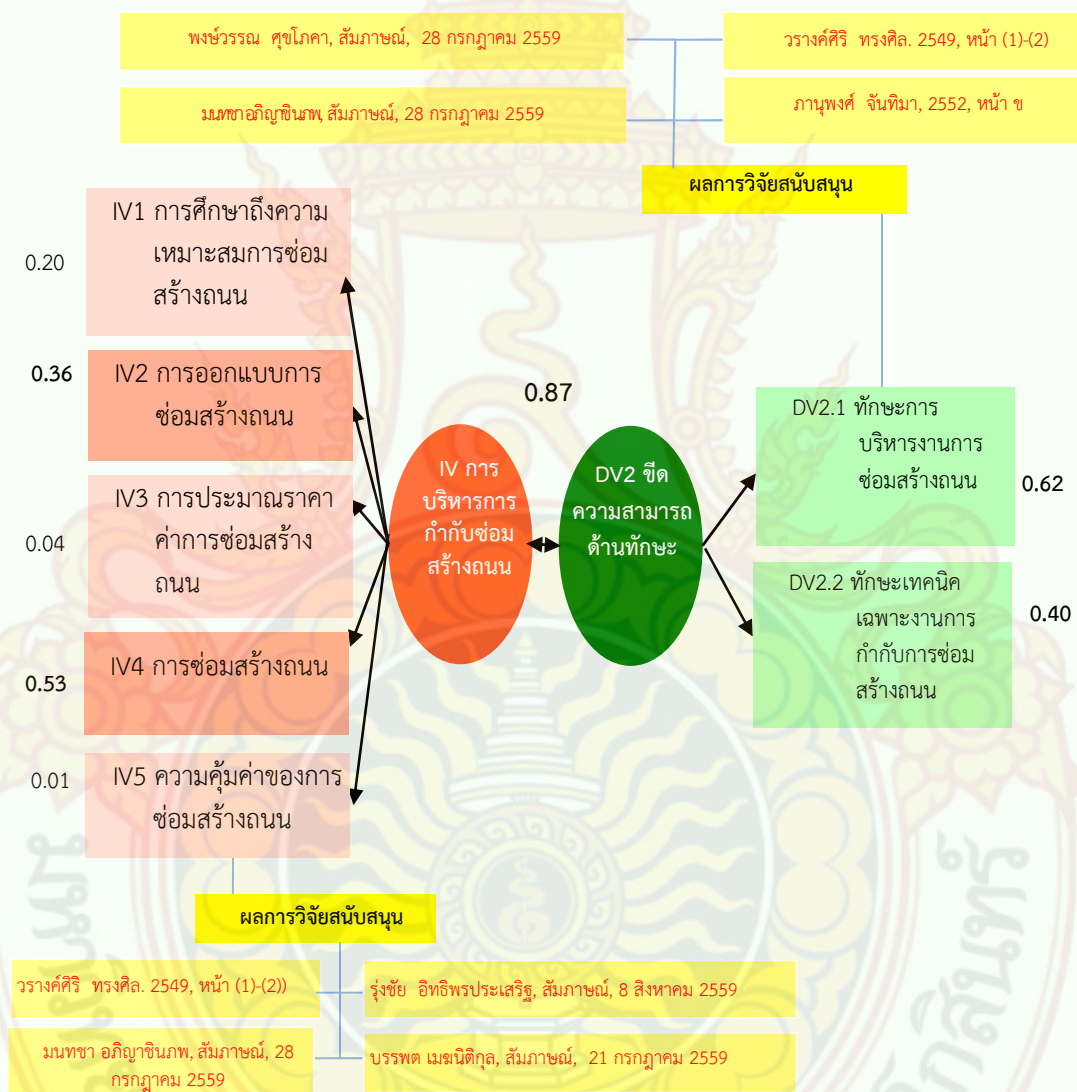 พงษ์วรรณ ศุขโภคา, สัมภาษณ์, 28 กรกฎาคม 2559
วรางค์ศิริ ทรงศิล. 2549, หน้า (1)-(2)
มนทชา อภิญาชินภพ, สัมภาษณ์, 28 กรกฎาคม 2559
ภานุพงศ์ จันทิมา, 2552, หน้า ข
ผลการวิจัยสนับสนุน
0.20
IV1 การศึกษาถึงความ
เหมาะสมการซ่อม
สร้างถนน
0.36
IV2 การออกแบบการ
ซ่อมสร้างถนน
0.04
IV3 การประมาณราคา
ค่าการซ่อมสร้าง
ถนน
0.53
IV4 การซ่อมสร้างถนน
0.01
IV5 ความคุ้มค่าของการ
ซ่อมสร้างถนน
0.87
IV การ
บริหารการ
กำกับซ่อม
สร้างถนน
DV2 ขีด
ความสามารถ
ด้านทักษะ
DV2.1 ทักษะการ
บริหารงานการ
ซ่อมสร้างถนน
0.62
DV2.2 ทักษะเทคนิค
เฉพาะงานการ
กำกับการซ่อม
สร้างถนน
0.40
ผลการวิจัยสนับสนุน
วรางค์ศิริ ทรงศิล. 2549, หน้า (1)-(2))
รุ่งชัย อิทธิพรประเสริฐ, สัมภาษณ์, 8 สิงหาคม 2559
มนทชา อภิญาชินภพ, สัมภาษณ์, 28
กรกฎาคม 2559
บรรพต เมฆนิติกุล, สัมภาษณ์, 21 กรกฎาคม 2559